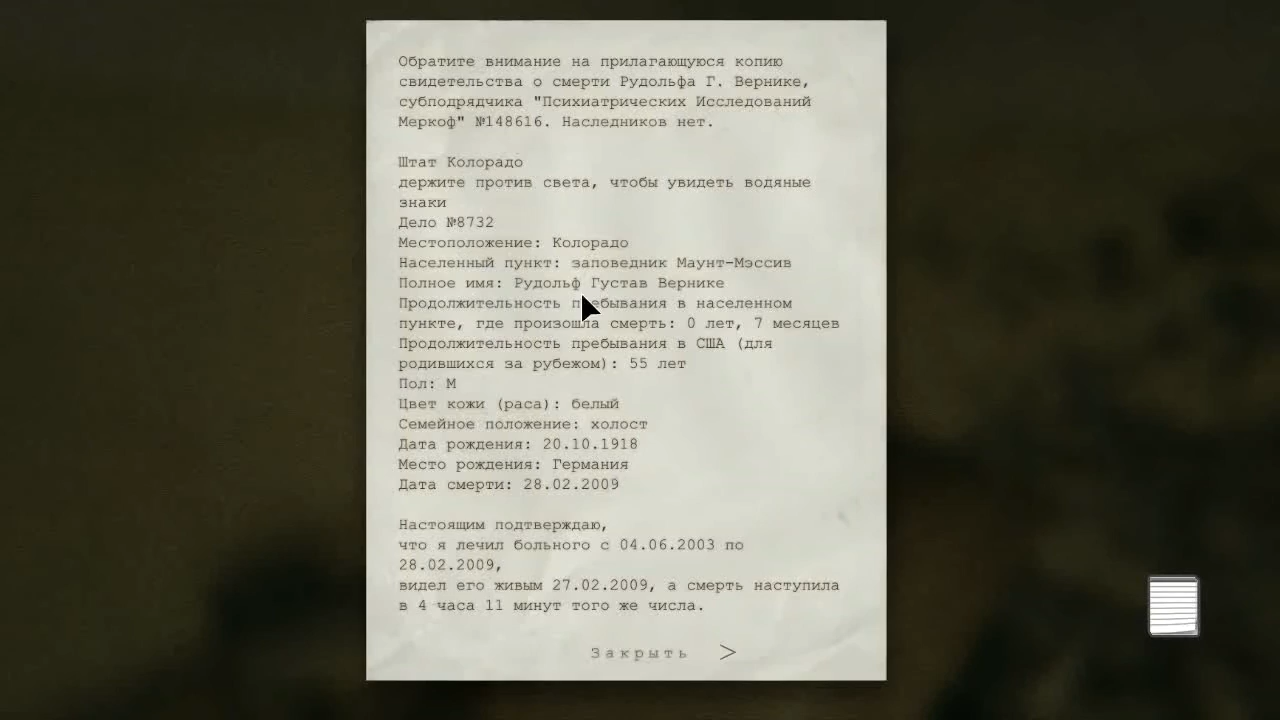 Обратите внимание на прилагающуюся копию
свидетельства о смерти Рудольфа Г. Вернике,
субподрядчика "Психиатрических Исследований
Меркоф" №148616. Наследников нет.
Штат Колорадо
держите против света, чтобы увидеть водяные
знаки
Дело №8732
Местоположение: Колорадо
Населенный пункт: заповедник Маунт-Мэссив
Полное имя: Рудольф Густав Вернике
Продолжительность пребывания в населенном
пункте, где произошла смерть: 0 лет, 7 месяцев
Продолжительность пребывания в США (для
родившихся за рубежом): 55 лет
Пол: М
Цвет кожи (раса): белый
Семейное положение: холост
Дата рождения: 20.10.1918
Место рождения: Германия
Дата смерти: 28.02.2009
Настоящим подтверждаю,
что я лечил больного с 04.06.2003 по
28.02.2009,
видел его живым 27.02.2009, а смерть наступила
в 4 часа 11 минут того же числа.
Закрыть >